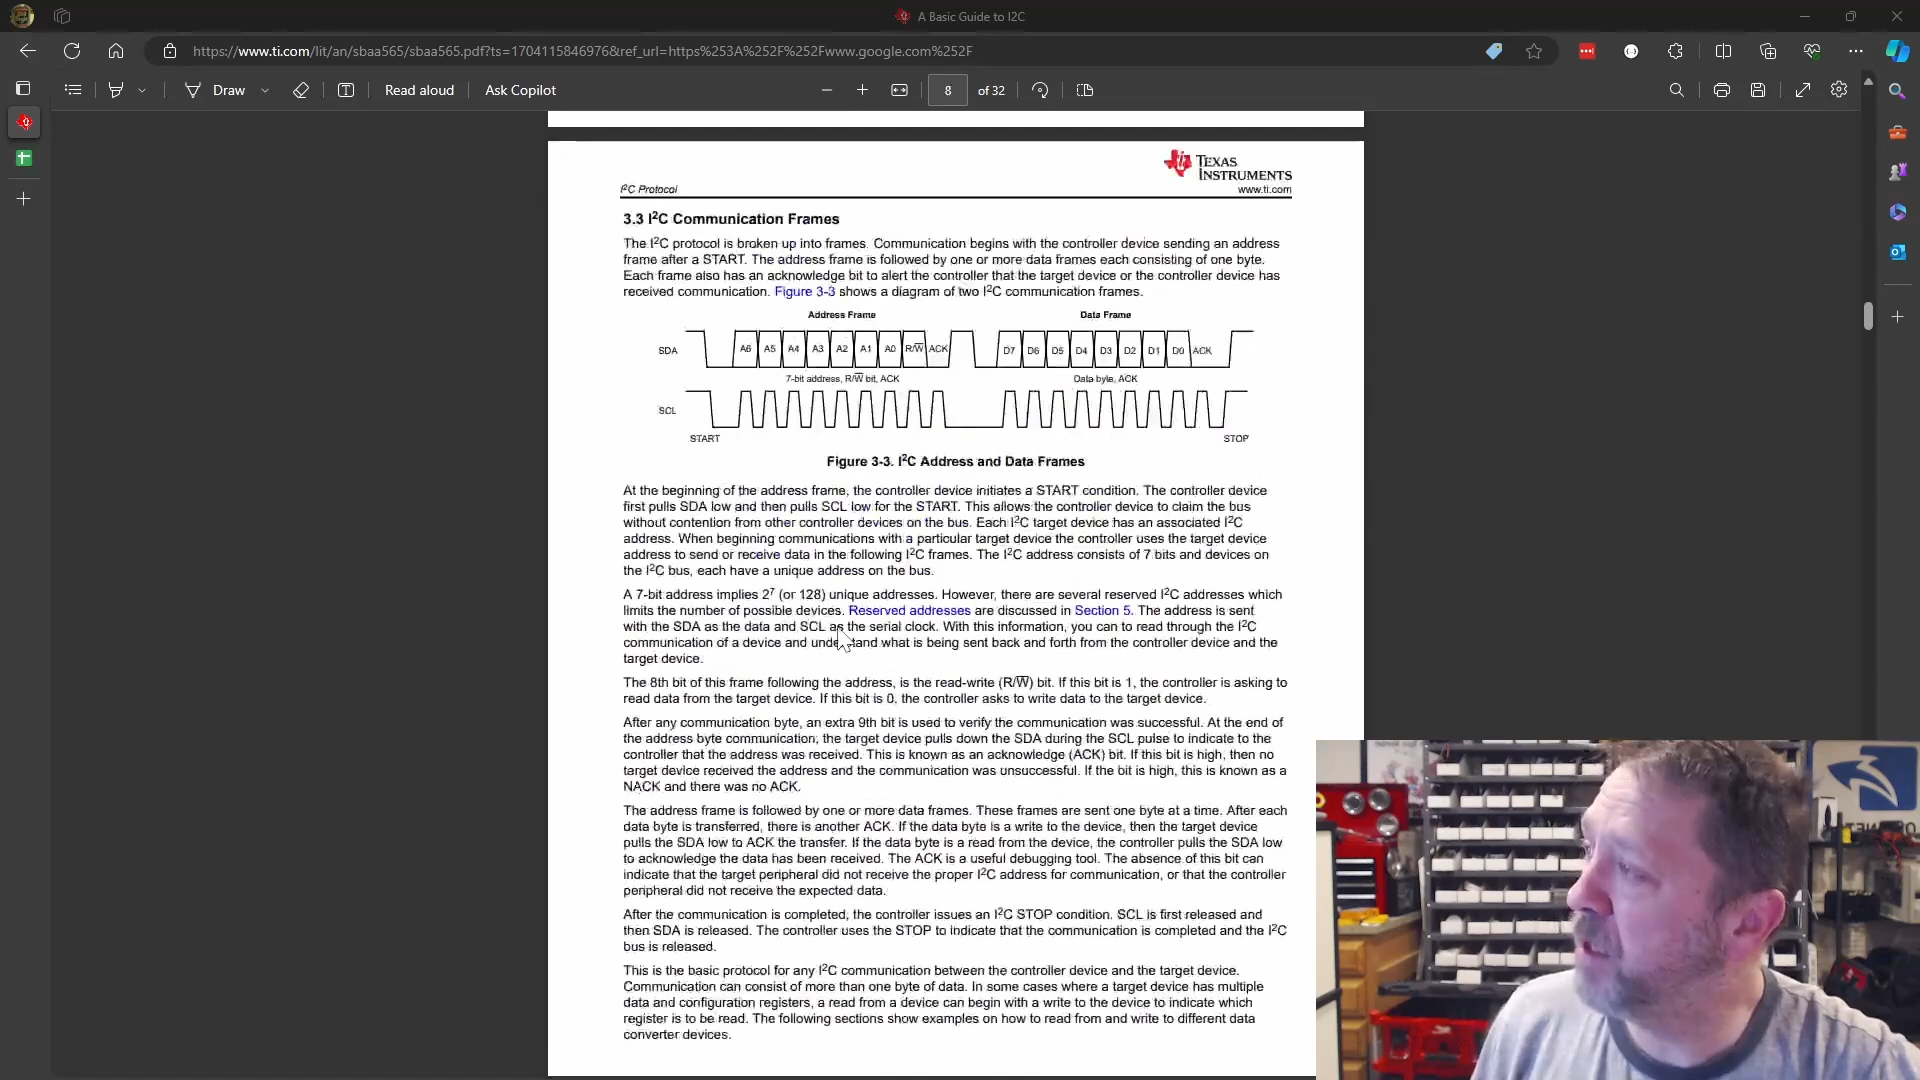 A Basic Guide to I2C
https://www.ti.com/lit/an/sbaa565/sbaa565.pdf?ts=1704115846976&ref_url=https%253A%252F%252Fwww.google.com%252F
Draw
Read aloud
Ask Copilot
8 of 32
TEXAS
INSTRUMENTS
I²C Protocol
www.ti.com
3.3 I²C Communication Frames
The I²C protocol is broken up into frames. Communication begins with the controller device sending an address
frame after a START. The address frame is followed by one or more data frames each consisting of one byte.
Each frame also has an acknowledge bit to alert the controller that the target device or the controller device has
received communication. Figure 3-3 shows a diagram of two I²C communication frames.
Address Frame
Data Frame
SDA
A6 A5 A4 A3 A2 A1 A0 R/W̅ ACK
D7 D6 D5 D4 D3 D2 D1 D0 ACK
7-bit address, R/W̅ bit, ACK
Data byte, ACK
SCL
START
STOP
Figure 3-3. I²C Address and Data Frames
At the beginning of the address frame, the controller device initiates a START condition. The controller device
first pulls SDA low and then pulls SCL low for the START. This allows the controller device to claim the bus
without contention from other controller devices on the bus. Each I²C target device has an associated I²C
address. When beginning communications with a particular target device the controller uses the target device
address to send or receive data in the following I²C frames. The I²C address consists of 7 bits and devices on
the I²C bus, each have a unique address on the bus.
A 7-bit address implies 2⁷ (or 128) unique addresses. However, there are several reserved I²C addresses which
limits the number of possible devices. Reserved addresses are discussed in Section 5. The address is sent
with the SDA as the data and SCL as the serial clock. With this information, you can to read through the I²C
communication of a device and understand what is being sent back and forth from the controller device and the
target device.
The 8th bit of this frame following the address, is the read-write (R/W̅) bit. If this bit is 1, the controller is asking to
read data from the target device. If this bit is 0, the controller asks to write data to the target device.
After any communication byte, an extra 9th bit is used to verify the communication was successful. At the end of
the address byte communication, the target device pulls down the SDA during the SCL pulse to indicate to the
controller that the address was received. This is known as an acknowledge (ACK) bit. If this bit is high, then no
target device received the address and the communication was unsuccessful. If the bit is high, this is known as a
NACK and there was no ACK.
The address frame is followed by one or more data frames. These frames are sent one byte at a time. After each
data byte is transferred, there is another ACK. If the data byte is a write to the device, then the target device
pulls the SDA low to ACK the transfer. If the data byte is a read from the device, the controller pulls the SDA low
to acknowledge the data has been received. The ACK is a useful debugging tool. The absence of this bit can
indicate that the target peripheral did not receive the proper I²C address for communication, or that the controller
peripheral did not receive the expected data.
After the communication is completed, the controller issues an I²C STOP condition. SCL is first released and
then SDA is released. The controller uses the STOP to indicate that the communication is completed and the I²C
bus is released.
This is the basic protocol for any I²C communication between the controller device and the target device.
Communication can consist of more than one byte of data. In some cases where a target device has multiple
data and configuration registers, a read from a device can begin with a write to the device to indicate which
register is to be read. The following sections show examples on how to read from and write to different data
converter devices.